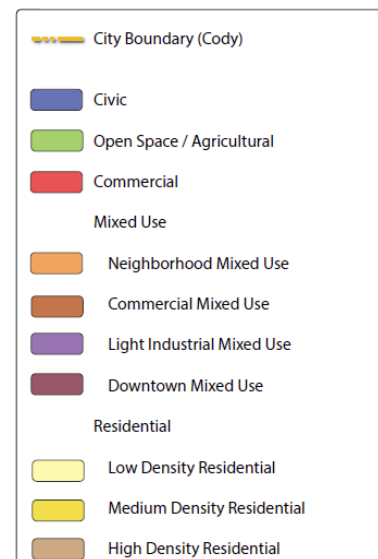 City Boundary (Cody)
Civic
Open Space / Agricultural
Commercial
Mixed Use
Neighborhood Mixed Use
Commercial Mixed Use
Light Industrial Mixed Use
Downtown Mixed Use
Residential
Low Density Residential
Medium Density Residential
High Density Residential